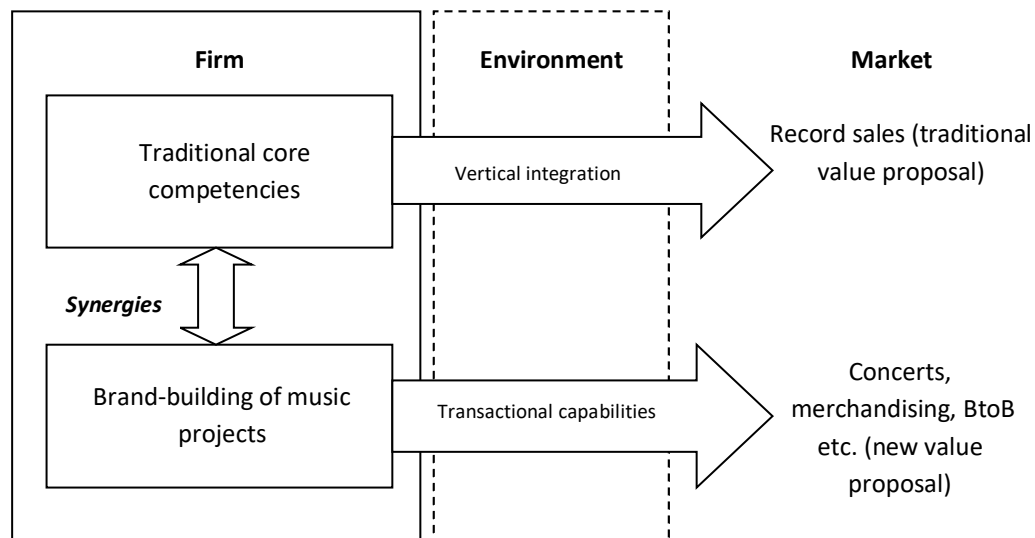 Firm
Environment
Market
Traditional core
competencies
Vertical integration
Record sales (traditional
value proposal)
Synergies
Brand-building of music
projects
Transactional capabilities
Concerts,
merchandising, BtoB
etc. (new value
proposal)